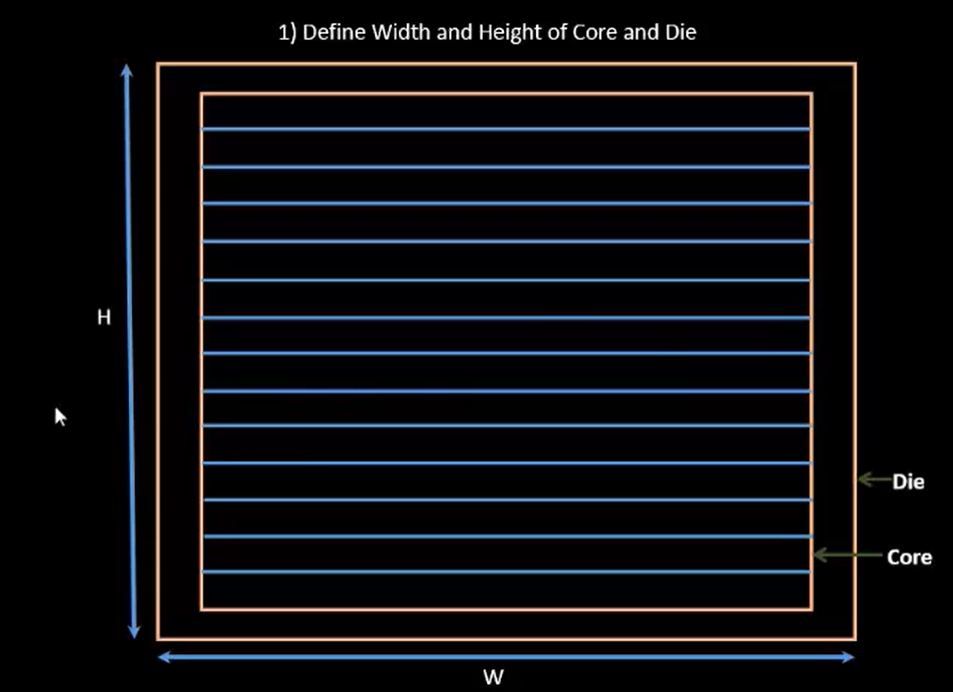 1) Define Width and Height of Core and Die
H
Die
Core
W